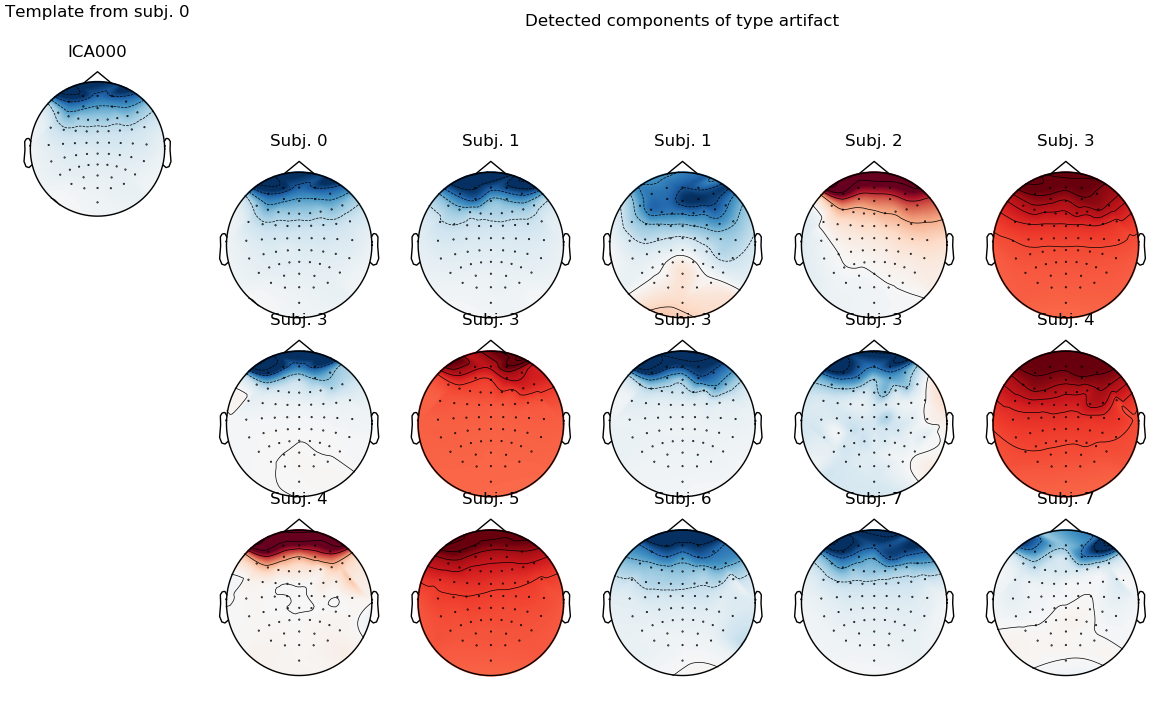 Template from subj. 0
Detected components of type artifact
ICA000
Subj. 0
Subj. 1
Subj. 1
Subj. 2
Subj. 3
Subj. 3
Subj. 3
Subj. 3
Subj. 3
Subj. 4
Subj. 4
Subj. 5
Subj. 6
Subj. 7
Subj. 7